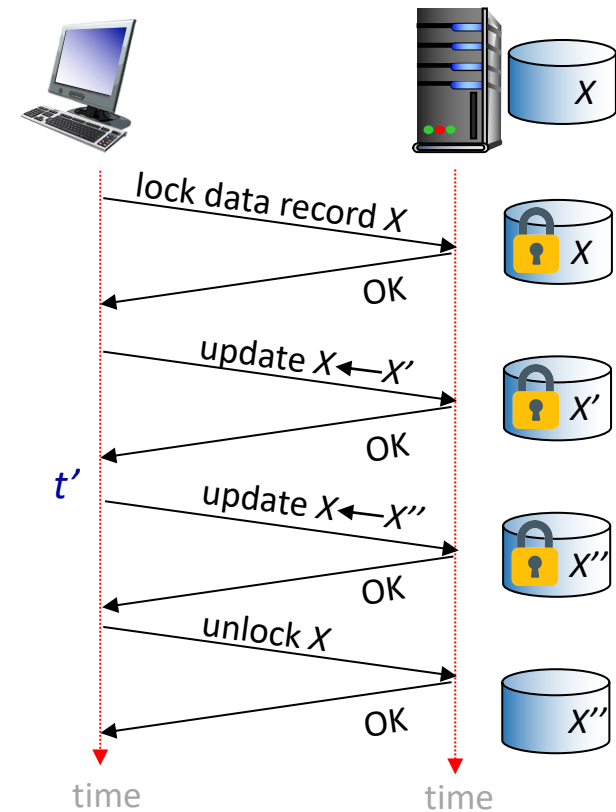 X
lock data record X
X
OK
update X←X'
X'
OK
t'
update X←X''
X''
OK
unlock X
X''
OK
time
time